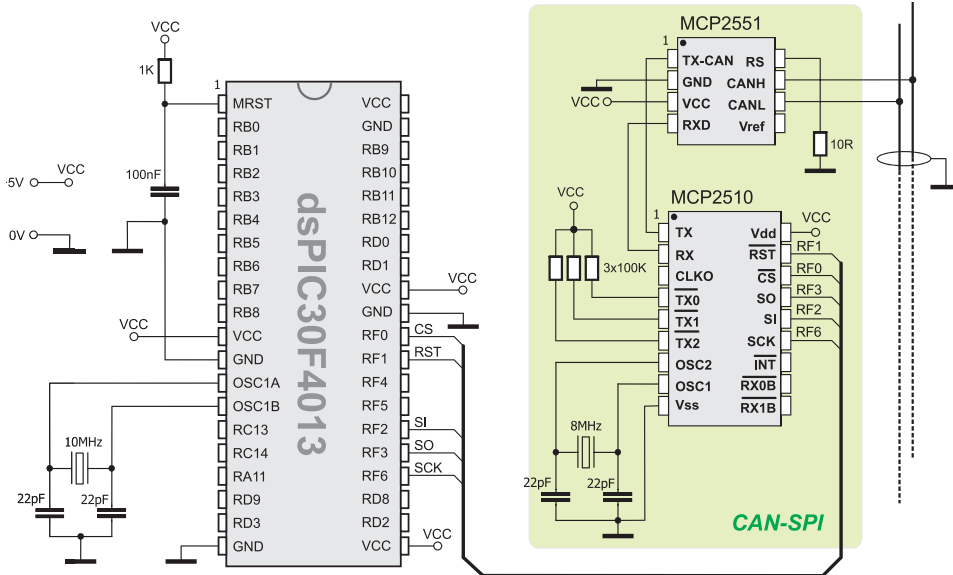 VCC
1K
1
100nF
5V
VCC
0V
VCC
10MHz
22pF
22pF
dsPIC30F4013
MRST
RB0
RB1
RB2
RB3
RB4
RB5
RB6
RB7
RB8
VCC
GND
OSC1A
OSC1B
RC13
RC14
RA11
RD9
RD3
GND
VCC
GND
RB9
RB10
RB11
RB12
RD0
RD1
VCC
GND
RF0
RF1
RF4
RF5
RF2
RF3
RF6
RD8
RD2
VCC
VCC
CS
RST
SI
SO
SCK
VCC
MCP2551
1
TX-CAN
GND
VCC
RXD
RS
CANH
CANL
Vref
VCC
10R
MCP2510
VCC
3x100K
1
TX
RX
CLKO
TX0
TX1
TX2
OSC2
OSC1
Vss
Vdd
RST
CS
SO
SI
SCK
INT
RX0B
RX1B
VCC
RF1
RF0
RF3
RF2
RF6
8MHz
22pF
22pF
CAN-SPI